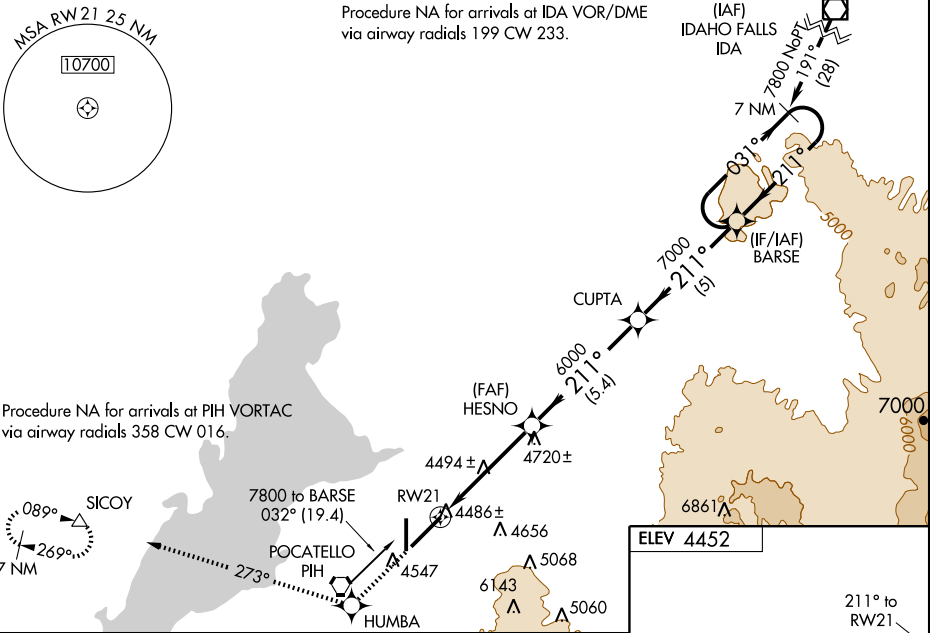 MSA RW21 25 NM
10700
Procedure NA for arrivals at IDA VOR/DME
via airway radials 199 CW 233.
(IAF)
IDAHO FALLS
IDA
7800 NoPT
191°
(28)
7 NM
031°
211°
5000
(IF/IAF)
BARSE
7000
211°
(5)
CUPTA
6000
211°
(5.4)
(FAF)
HESNO
7000
6000
Procedure NA for arrivals at PIH VORTAC
via airway radials 358 CW 016.
4720±
4494±
RW21
4486±
7800 to BARSE
032° (19.4)
SICOY
089°
269°
7 NM
4656
6861
ELEV 4452
POCATELLO
PIH
4547
5068
273°
6143
5060
HUMBA
211° to
RW21